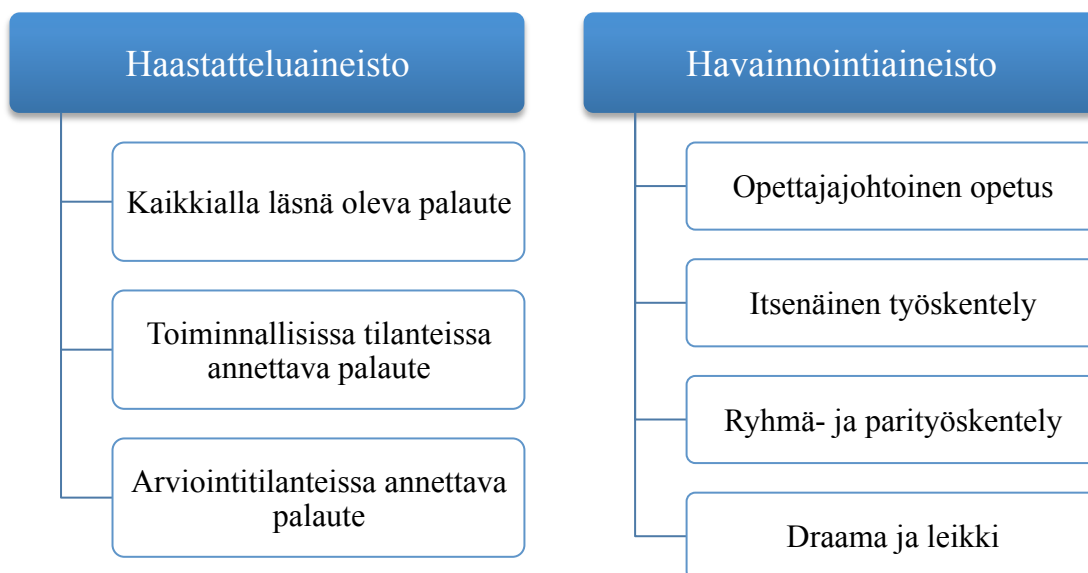 Haastatteluaineisto
Kaikkialla läsnä oleva palaute
Toiminnallisissa tilanteissa
annettava palaute
Arviointitilanteissa annettava
palaute
Havainnointiaineisto
Opettajajohtoinen opetus
Itsenäinen työskentely
Ryhmä- ja parityöskentely
Draama ja leikki